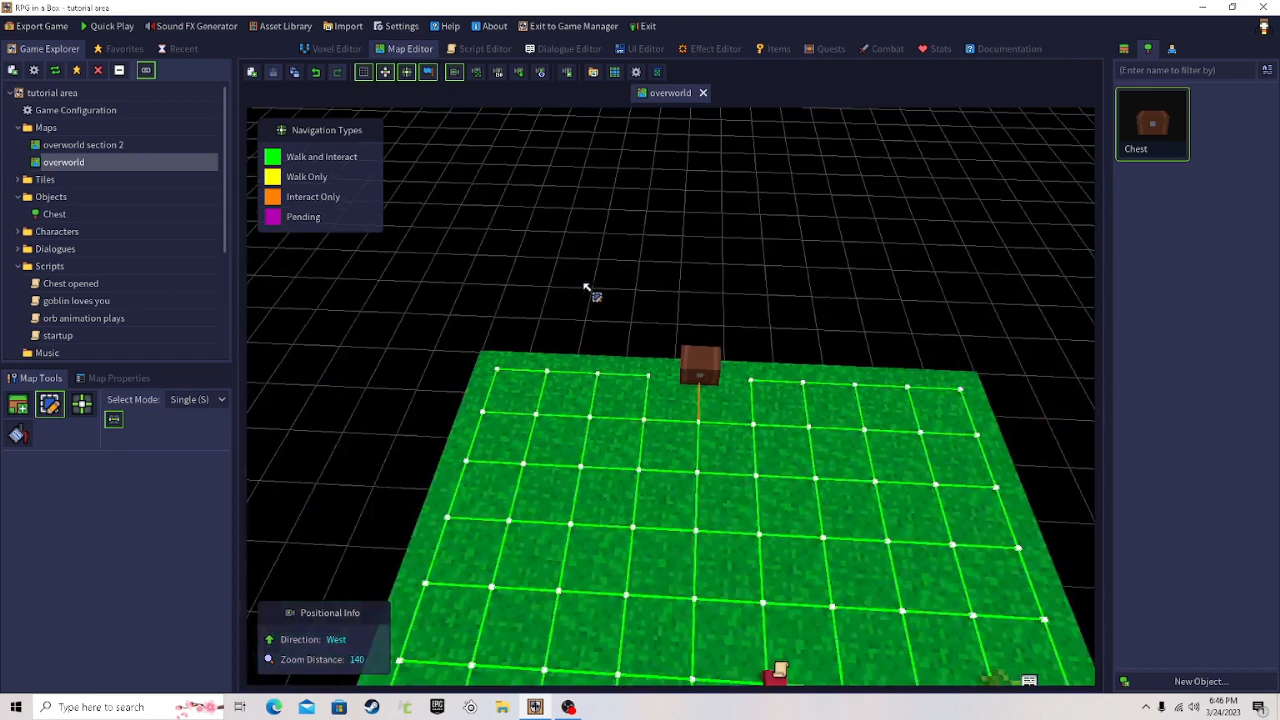 RPG in a Box - tutorial area
Export Game
Quick Play
Sound FX Generator
Asset Library
Import
Settings
Help
About
Exit to Game Manager
Exit
Game Explorer
Favorites
Recent
Voxel Editor
Map Editor
Script Editor
Dialogue Editor
UI Editor
Effect Editor
Items
Quests
Combat
Stats
Documentation
(Enter name to filter by)
overworld
tutorial area
Game Configuration
Maps
overworld section 2
overworld
Tiles
Objects
Chest
Characters
Dialogues
Scripts
Chest opened
goblin loves you
orb animation plays
startup
Music
Navigation Types
Walk and Interact
Walk Only
Interact Only
Pending
Chest
Map Tools
Map Properties
Select Mode: Single (S)
Positional Info
Direction: West
Zoom Distance: 140
New Object...
Type here to search
6:46 PM
3/24/2023